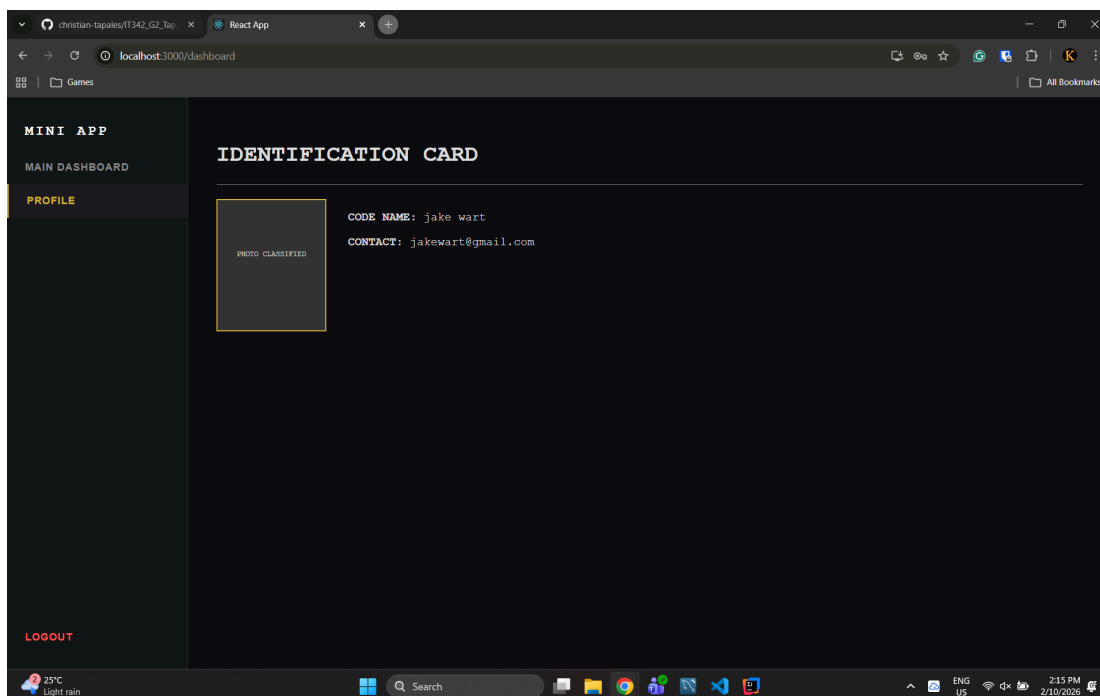 christian-tapales/IT342_G2_Tap
React App
localhost:3000/dashboard
K
Games
All Bookmarks
MINI APP
MAIN DASHBOARD
PROFILE
LOGOUT
IDENTIFICATION CARD
PHOTO CLASSIFIED
CODE NAME: jake wart
CONTACT: jakewart@gmail.com
2
25°C
Light rain
Search
ENG
US
2:15 PM
2/10/2026